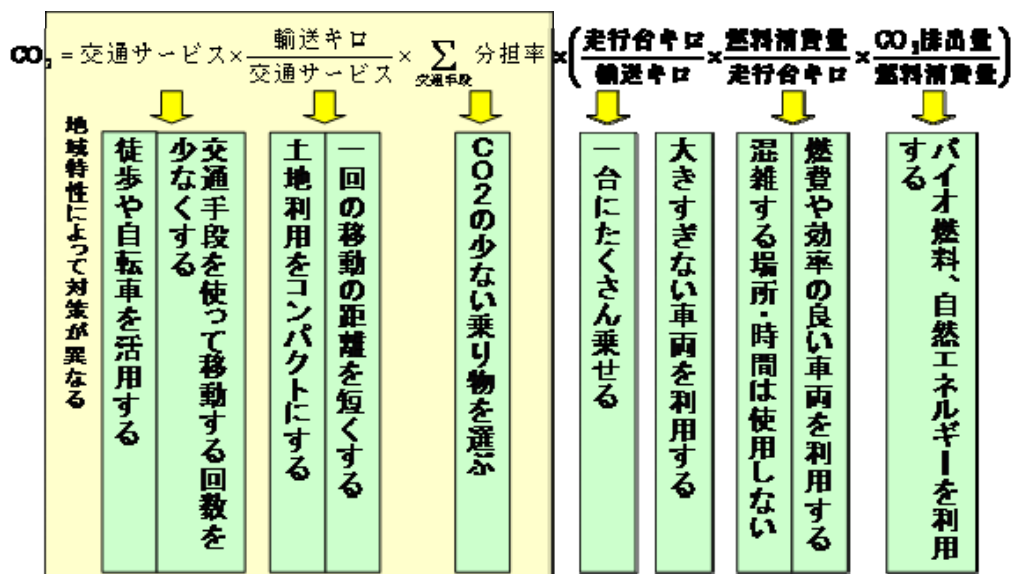 CO₂ = 交通サービス × 輸送キロ/交通サービス × ∑ 分担率 × (走行台キロ/輸送キロ × 燃料消費量/走行台キロ × CO₂排出量/燃料消費量)
交通手段
地域特性によって対策が異なる
交通手段を使って移動する回数を
少なくする
徒歩や自転車を活用する
一回の移動の距離を短くする
土地利用をコンパクトにする
CO2の少ない乗り物を選ぶ
一台にたくさん乗せる
大きすぎない車両を利用する
燃費や効率の良い車両を利用する
混雑する場所・時間は使用しない
バイオ燃料、自然エネルギーを利用
する